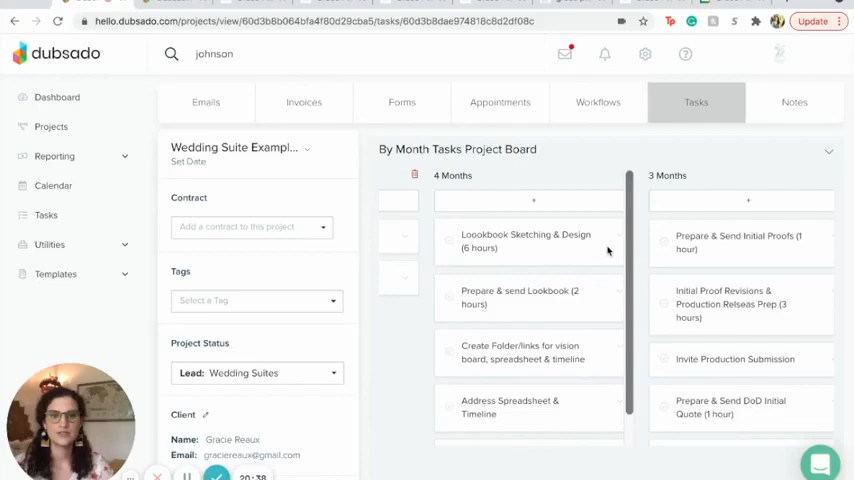 hello.dubsado.com/projects/view/60d3b8b064bfa4f80d29cba5/tasks/60d3b8dae974818c8d2df08c
Update
dubsado
johnson
Dashboard
Projects
Reporting
Calendar
Tasks
Utilities
Templates
Emails
Invoices
Forms
Appointments
Workflows
Tasks
Notes
Wedding Suite Exampl...
Set Date
Contract
Add a contract to this project
Tags
Select a Tag
Project Status
Lead: Wedding Suites
Client
Name: Gracie Reaux
Email: graciereaux@gmail.com
By Month Tasks Project Board
4 Months
+
Loookbook Sketching & Design
(6 hours)
Prepare & send Lookbook (2
hours)
Create Folder/links for vision
board, spreadsheet & timeline
Address Spreadsheet &
Timeline
3 Months
+
Prepare & Send Initial Proofs (1
hour)
Initial Proof Revisions &
Production Relseas Prep (3
hours)
Invite Production Submission
Prepare & Send DoD Initial
Quote (1 hour)
20:38